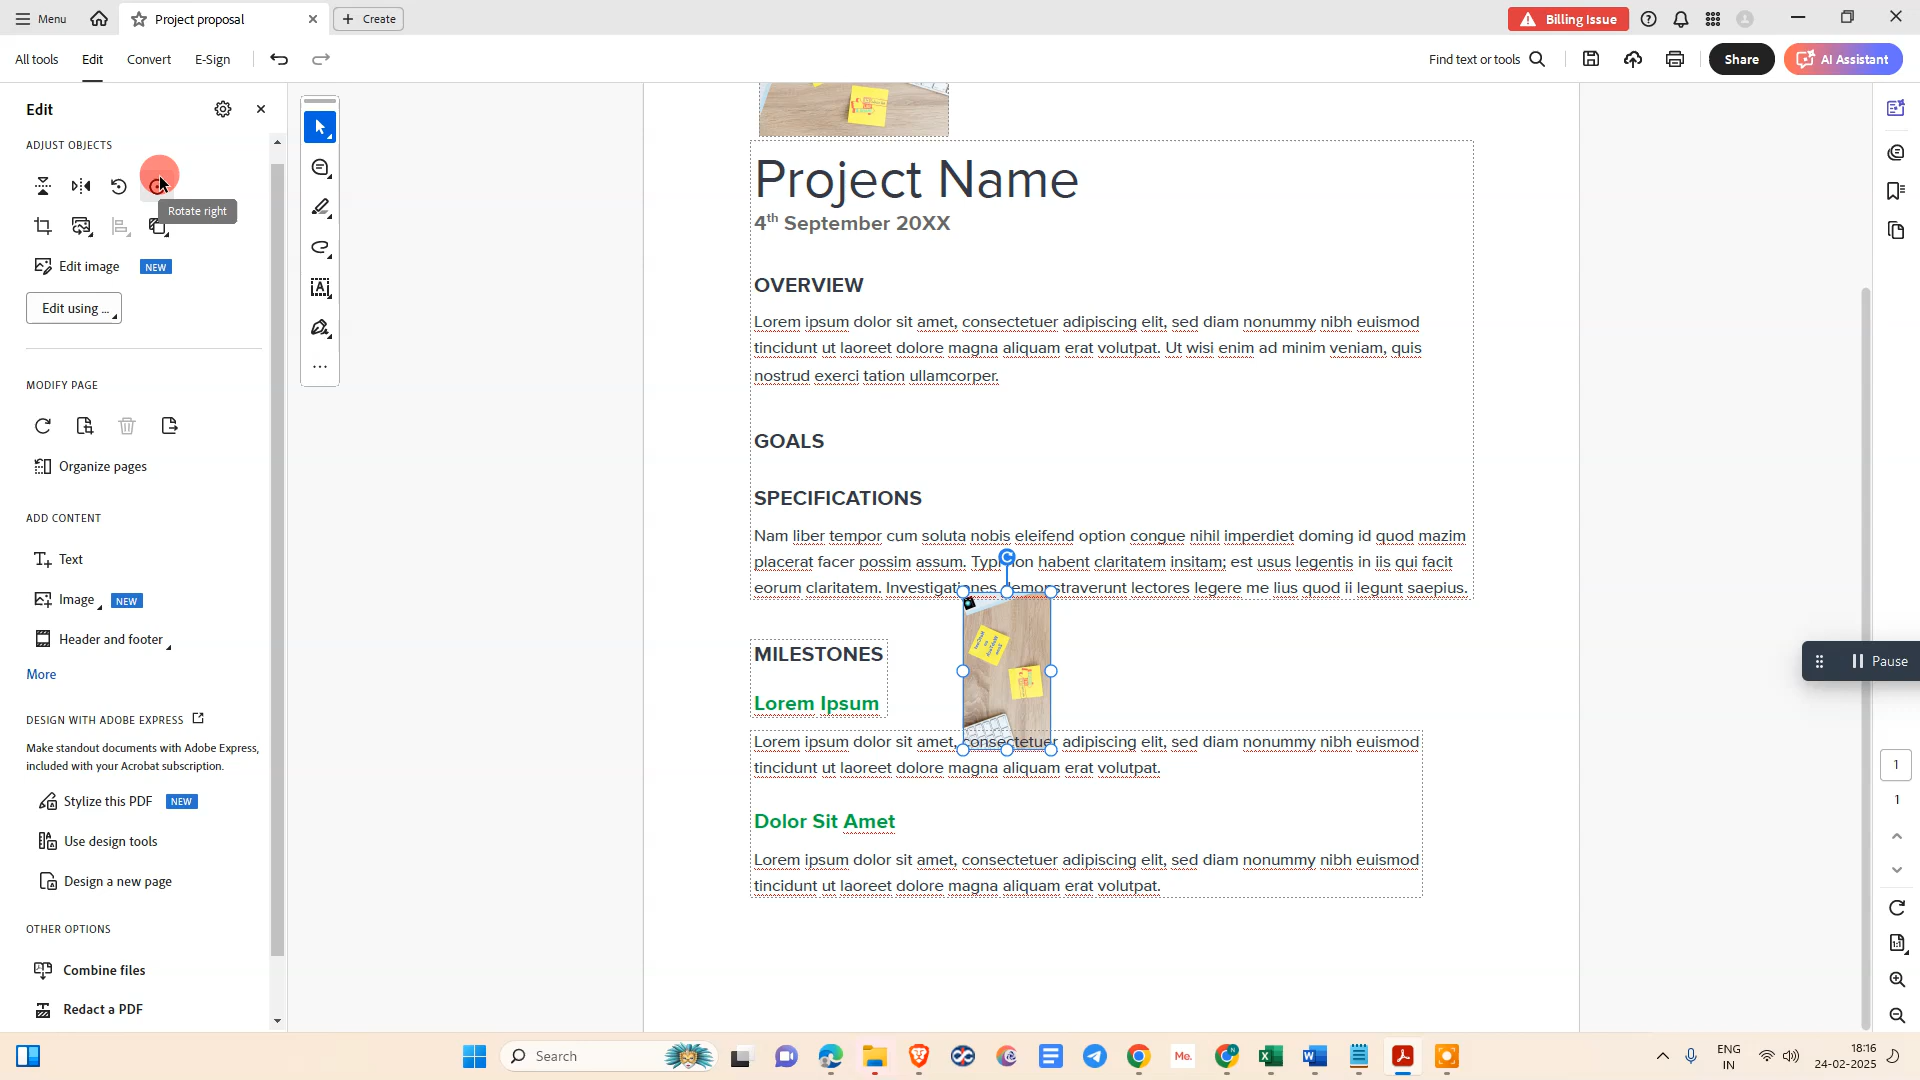 Menu
Project proposal
Create
Billing Issue
All tools
Edit
Convert
E-Sign
Find text or tools
Share
AI Assistant
Edit
ADJUST OBJECTS
Rotate right
Edit image NEW
Edit using ...
MODIFY PAGE
Organize pages
ADD CONTENT
Text
Image NEW
Header and footer
More
DESIGN WITH ADOBE EXPRESS
Make standout documents with Adobe Express,
included with your Acrobat subscription.
Stylize this PDF NEW
Use design tools
Design a new page
OTHER OPTIONS
Combine files
Redact a PDF
Project Name
4th September 20XX
OVERVIEW
Lorem ipsum dolor sit amet, consectetuer adipiscing elit, sed diam nonummy nibh euismod
tincidunt ut laoreet dolore magna aliquam erat volutpat. Ut wisi enim ad minim veniam, quis
nostrud exerci tation ullamcorper.
GOALS
SPECIFICATIONS
Nam liber tempor cum soluta nobis eleifend option congue nihil imperdiet doming id quod mazim
placerat facer possim assum. Typi non habent claritatem insitam; est usus legentis in iis qui facit
eorum claritatem. Investigationes demonstraverunt lectores legere me lius quod ii legunt saepius.
MILESTONES
Lorem Ipsum
Lorem ipsum dolor sit amet, consectetuer adipiscing elit, sed diam nonummy nibh euismod
tincidunt ut laoreet dolore magna aliquam erat volutpat.
Dolor Sit Amet
Lorem ipsum dolor sit amet, consectetuer adipiscing elit, sed diam nonummy nibh euismod
tincidunt ut laoreet dolore magna aliquam erat volutpat.
Pause
1
1
Search
Me.
ENG
IN
18:16
24-02-2025